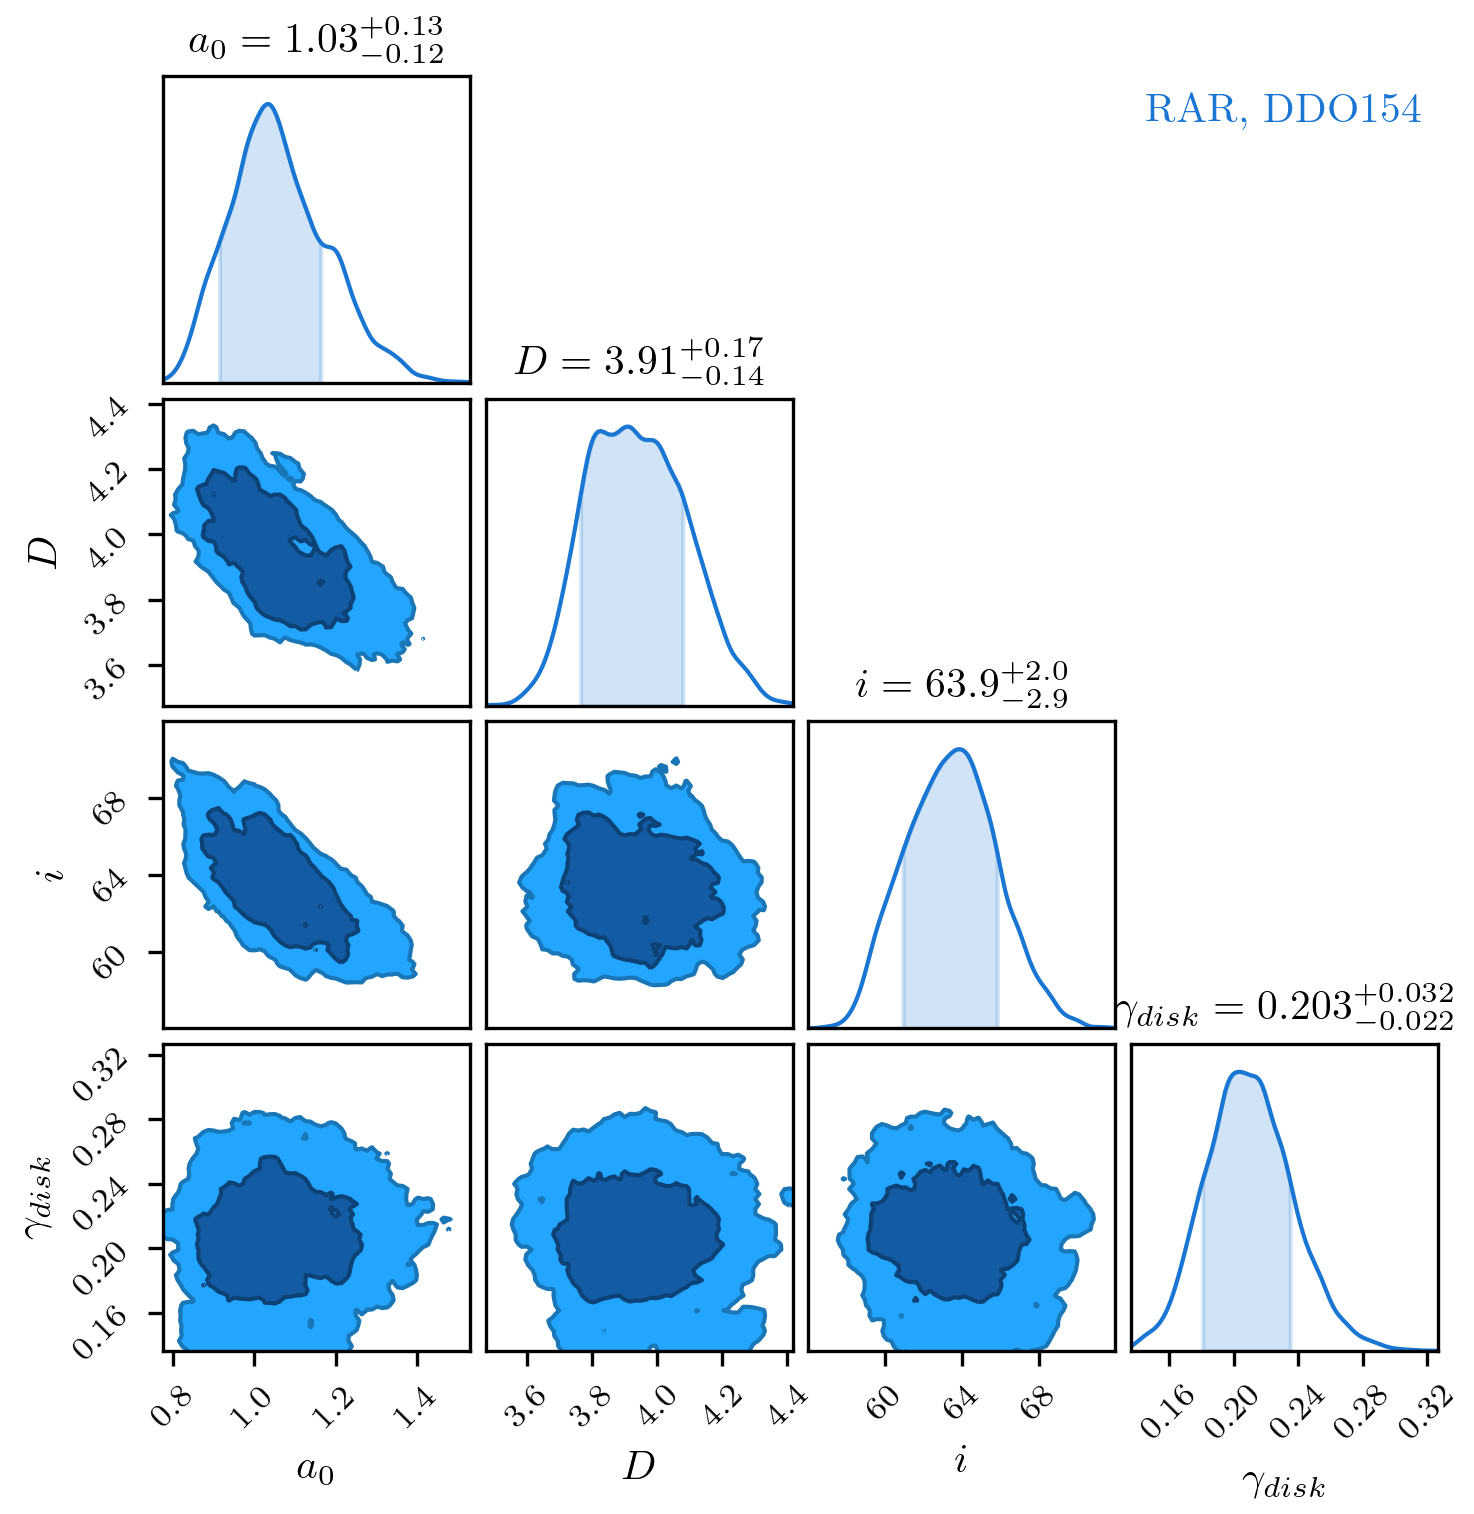 a₀ = 1.03^{+0.13}_{−0.12}
RAR, DDO154
D = 3.91^{+0.17}_{−0.14}
4.4
4.2
4.0
3.8
3.6
D
i = 63.9^{+2.0}_{−2.9}
68
64
60
i
γ_{disk} = 0.203^{+0.032}_{−0.022}
0.32
0.28
0.24
0.20
0.16
γ_{disk}
0.8 1.0 1.2 1.4
3.6 3.8 4.0 4.2 4.4
60 64 68
0.16 0.20 0.24 0.28 0.32
a₀
D
i
γ_{disk}